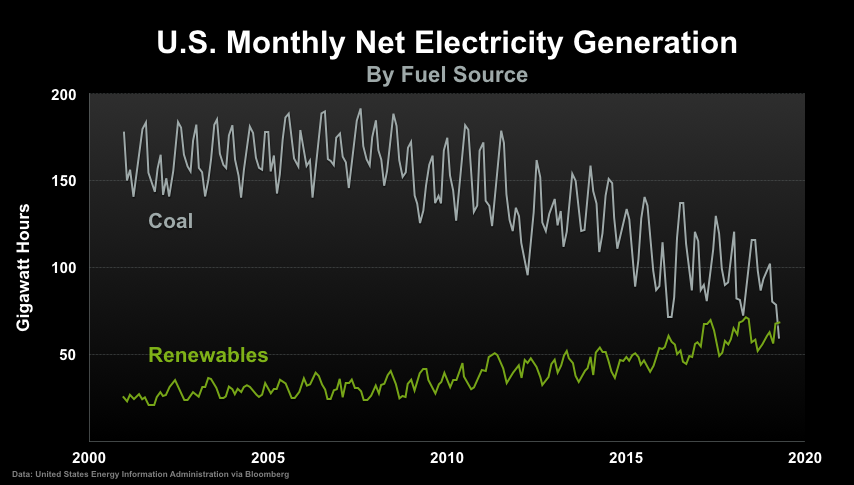 U.S. Monthly Net Electricity Generation
By Fuel Source
200
150
100
50
Gigawatt Hours
Coal
Renewables
2000 2005 2010 2015 2020
Data: United States Energy Information Administration via Bloomberg